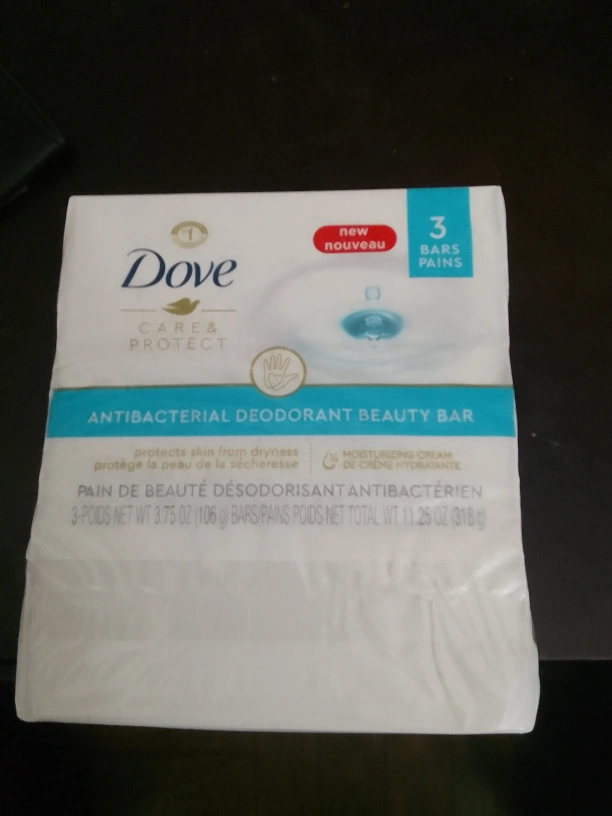 #1
Dove
CARE &
PROTECT
new
nouveau
3
BARS
PAINS
ANTIBACTERIAL DEODORANT BEAUTY BAR
protects skin from dryness
protège la peau de la sécheresse
1/4 MOISTURIZING CREAM
DE CRÈME HYDRATANTE
PAIN DE BEAUTÉ DÉSODORISANT ANTIBACTÉRIEN
3-POIDS NET WT 3.75 OZ (106 g) BARS/PAINS POIDS NET TOTAL WT 11.25 OZ (318 g)